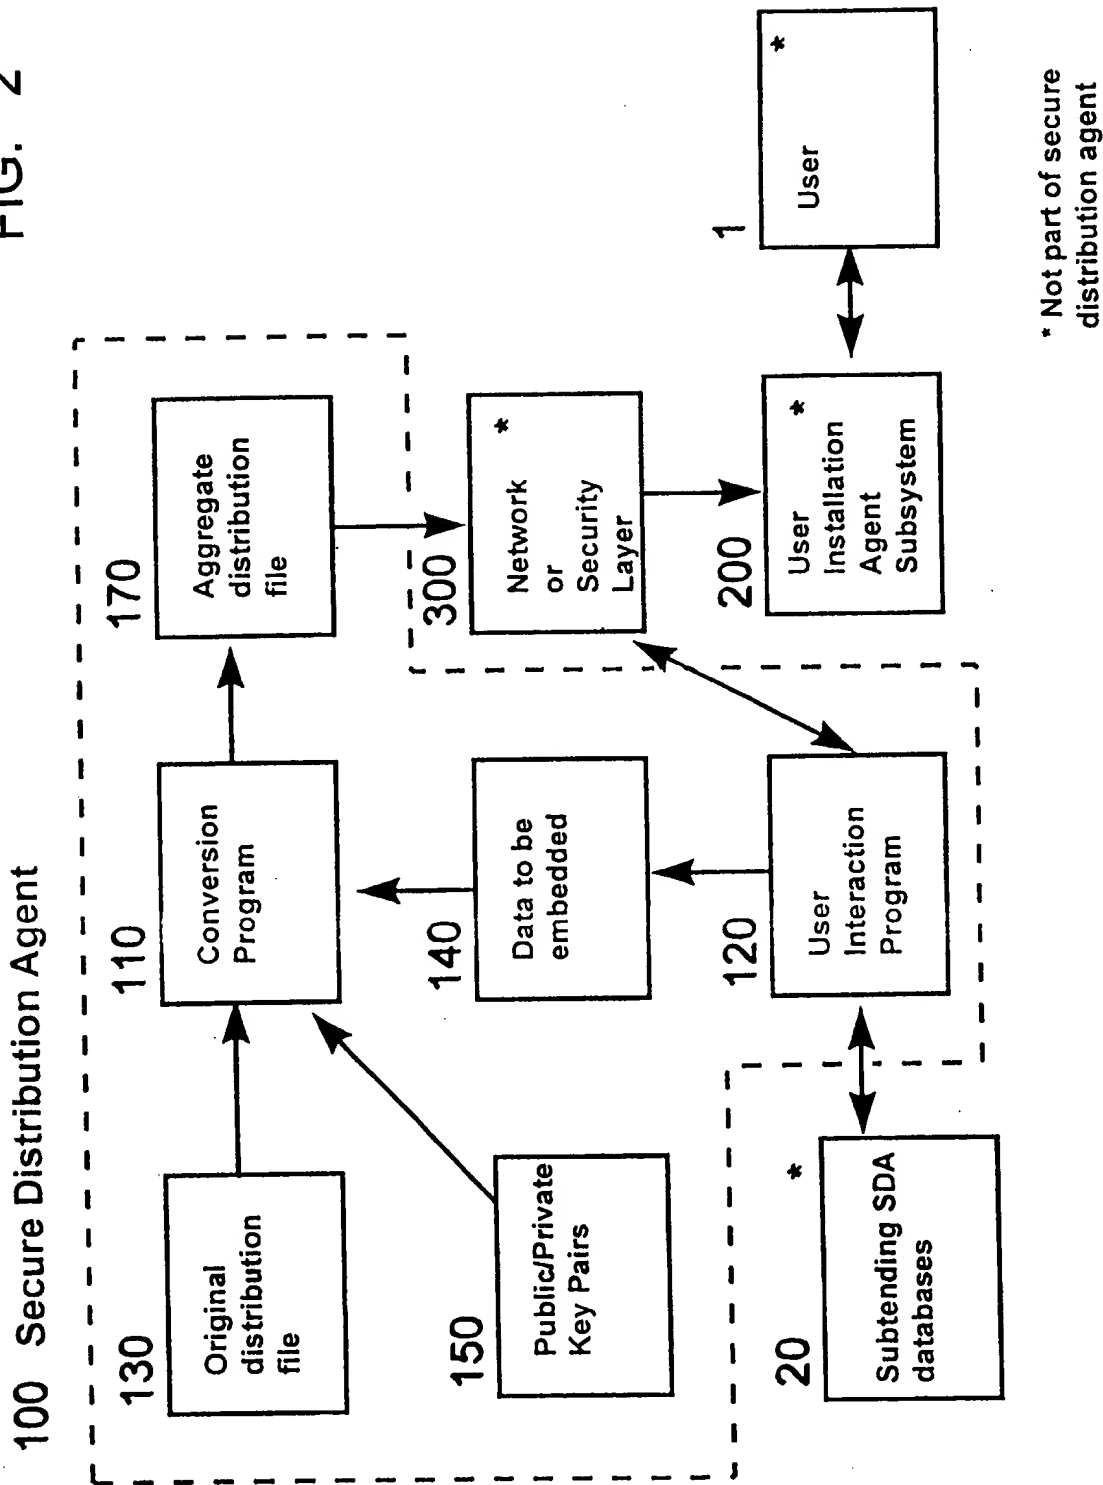 FIG. 2
100 Secure Distribution Agent
130
Original
distribution
file
110
Conversion
Program
170
Aggregate
distribution
file
150
Public/Private
Key Pairs
140
Data to be
embedded
300
Network *
or
Security
Layer
20
*
Subtending SDA
databases
120
User
Interaction
Program
200
User *
Installation
Agent
Subsystem
1
User *
* Not part of secure
distribution agent